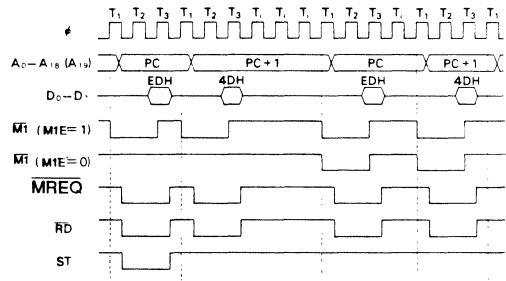 T1 T2 T3 T1 T2 T3 Ti Ti Ti T1 T2 T3 Ti T1 T2 T3 T1
φ
A0–A18 (A19) PC PC+1 PC PC+1
EDH 4DH EDH 4DH
D0–D7
M1 (M1E=1)
M1 (M1E=0)
MREQ
RD
ST